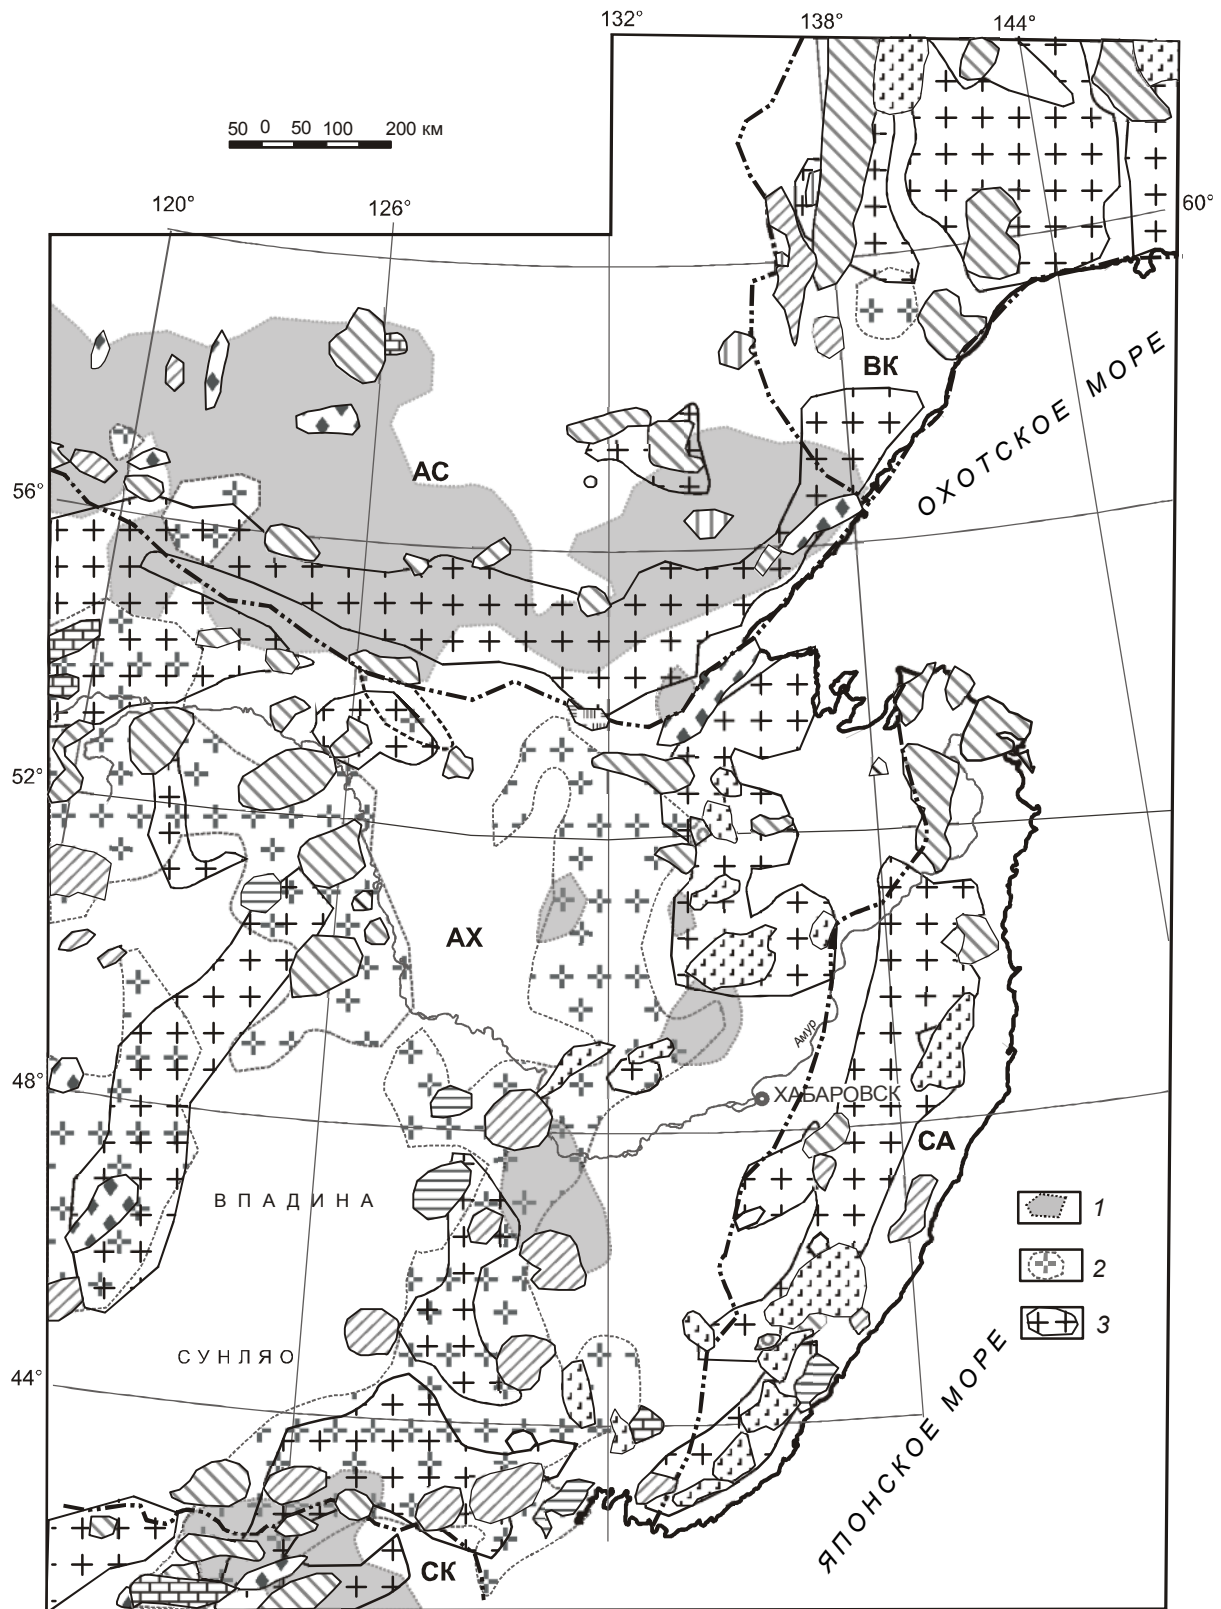 132° 138° 144°
50 0 50 100 200 км
120° 126°
60°
ВК
ОХОТСКОЕ МОРЕ
АС
56°
52°
АХ
Амур
48°
ХАБАРОВСК
СА
ВПАДИНА
1
2
3
СУНЛЯО
44°
ЯПОНСКОЕ МОРЕ
СК